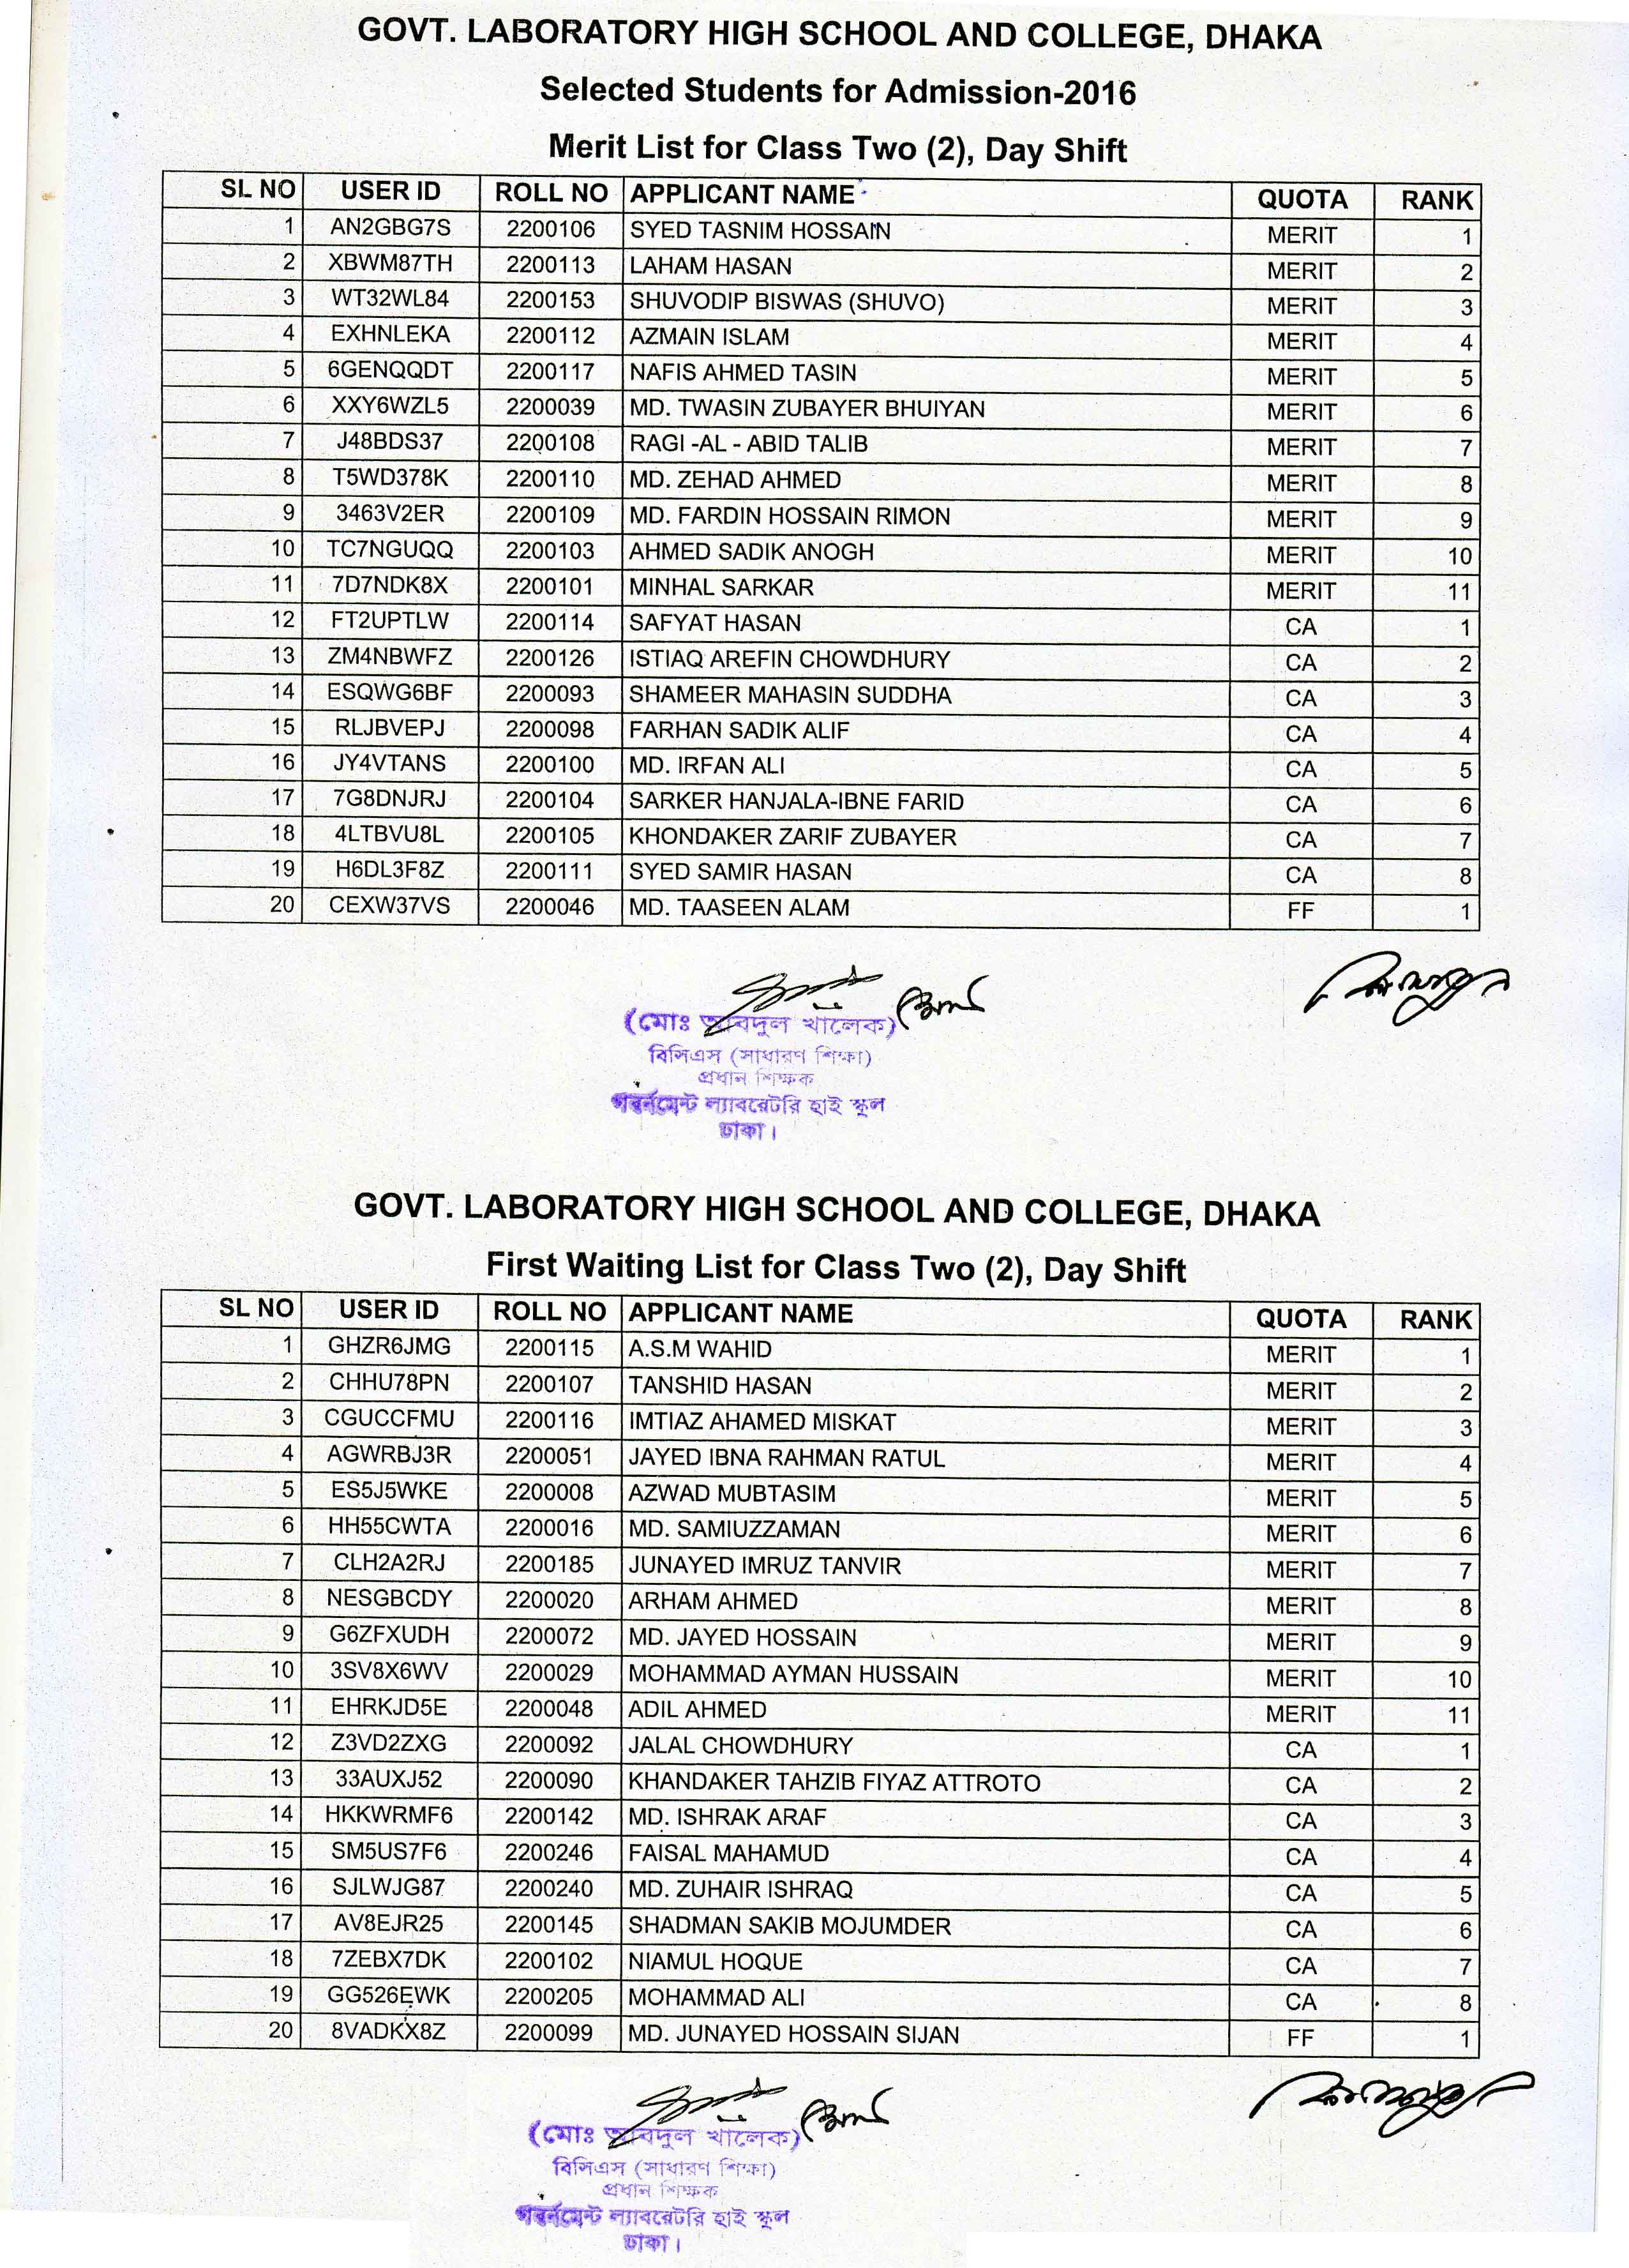 GOVT. LABORATORY HIGH SCHOOL AND COLLEGE, DHAKA
Selected Students for Admission-2016
Merit List for Class Two (2), Day Shift
SL NO USER ID ROLL NO APPLICANT NAME QUOTA RANK
1 AN2GBG7S 2200106 SYED TASNIM HOSSAIN MERIT 1
2 XBWM87TH 2200113 LAHAM HASAN MERIT 2
3 WT32WL84 2200153 SHUVODIP BISWAS (SHUVO) MERIT 3
4 EXHNLEKA 2200112 AZMAIN ISLAM MERIT 4
5 6GENQQDT 2200117 NAFIS AHMED TASIN MERIT 5
6 XXY6WZL5 2200039 MD. TWASIN ZUBAYER BHUIYAN MERIT 6
7 J48BDS37 2200108 RAGI -AL - ABID TALIB MERIT 7
8 T5WD378K 2200110 MD. ZEHAD AHMED MERIT 8
9 3463V2ER 2200109 MD. FARDIN HOSSAIN RIMON MERIT 9
10 TC7NGUQQ 2200103 AHMED SADIK ANOGH MERIT 10
11 7D7NDK8X 2200101 MINHAL SARKAR MERIT 11
12 FT2UPTLW 2200114 SAFYAT HASAN CA 1
13 ZM4NBWFZ 2200126 ISTIAQ AREFIN CHOWDHURY CA 2
14 ESQWG6BF 2200093 SHAMEER MAHASIN SUDDHA CA 3
15 RLJBVEPJ 2200098 FARHAN SADIK ALIF CA 4
16 JY4VTANS 2200100 MD. IRFAN ALI CA 5
17 7G8DNJRJ 2200104 SARKER HANJALA-IBNE FARID CA 6
18 4LTBVU8L 2200105 KHONDAKER ZARIF ZUBAYER CA 7
19 H6DL3F8Z 2200111 SYED SAMIR HASAN CA 8
20 CEXW37VS 2200046 MD. TAASEEN ALAM FF 1
(মোঃ আবদুল খালেক)
বিসিএস (সাধারণ শিক্ষা)
প্রধান শিক্ষক
গবর্নমেন্ট ল্যাবরেটরি হাই স্কুল
ঢাকা।
GOVT. LABORATORY HIGH SCHOOL AND COLLEGE, DHAKA
First Waiting List for Class Two (2), Day Shift
SL NO USER ID ROLL NO APPLICANT NAME QUOTA RANK
1 GHZR6JMG 2200115 A.S.M WAHID MERIT 1
2 CHHU78PN 2200107 TANSHID HASAN MERIT 2
3 CGUCCFMU 2200116 IMTIAZ AHAMED MISKAT MERIT 3
4 AGWRBJ3R 2200051 JAYED IBNA RAHMAN RATUL MERIT 4
5 ES5J5WKE 2200008 AZWAD MUBTASIM MERIT 5
6 HH55CWTA 2200016 MD. SAMIUZZAMAN MERIT 6
7 CLH2A2RJ 2200185 JUNAYED IMRUZ TANVIR MERIT 7
8 NESGBCDY 2200020 ARHAM AHMED MERIT 8
9 G6ZFXUDH 2200072 MD. JAYED HOSSAIN MERIT 9
10 3SV8X6WV 2200029 MOHAMMAD AYMAN HUSSAIN MERIT 10
11 EHRKJD5E 2200048 ADIL AHMED MERIT 11
12 Z3VD2ZXG 2200092 JALAL CHOWDHURY CA 1
13 33AUXJ52 2200090 KHANDAKER TAHZIB FIYAZ ATTROTO CA 2
14 HKKWRMF6 2200142 MD. ISHRAK ARAF CA 3
15 SM5US7F6 2200246 FAISAL MAHAMUD CA 4
16 SJLWJG87 2200240 MD. ZUHAIR ISHRAQ CA 5
17 AV8EJR25 2200145 SHADMAN SAKIB MOJUMDER CA 6
18 7ZEBX7DK 2200102 NIAMUL HOQUE CA 7
19 GG526EWK 2200205 MOHAMMAD ALI CA 8
20 8VADKX8Z 2200099 MD. JUNAYED HOSSAIN SIJAN FF 1
(মোঃ আবদুল খালেক)
বিসিএস (সাধারণ শিক্ষা)
প্রধান শিক্ষক
গবর্নমেন্ট ল্যাবরেটরি হাই স্কুল
ঢাকা।